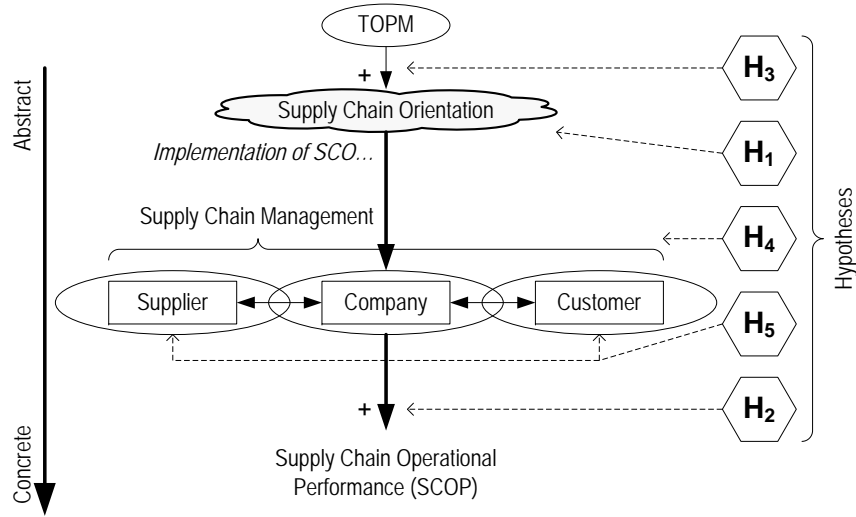 TOPM
+
H3
Supply Chain Orientation
Abstract
Implementation of SCO…
H1
Supply Chain Management
H4
Hypotheses
Supplier
Company
Customer
H5
+
H2
Concrete
Supply Chain Operational
Performance (SCOP)